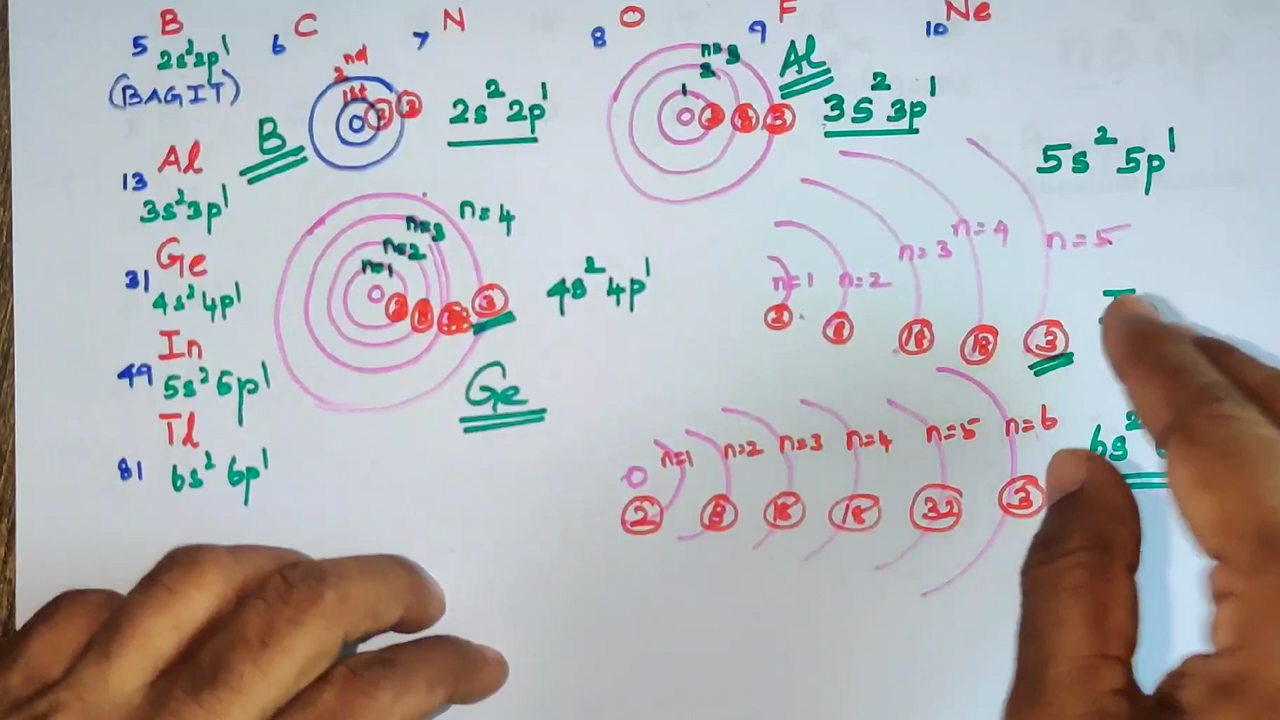 B C N O F Ne
5 6 7 8 9 10
2s²2p¹
(BAGIT)
2nd
1st
2 3
B
2s² 2p¹
n=3
2
1
2 8 3
Al
3s² 3p¹
13 Al
3s²3p¹
31 Ge
4s²4p¹
49 In
5s²5p¹
81 Tl
6s² 6p¹
n=1
n=2
n=3
n=4
2 8 18 3
4s² 4p¹
Ge
5s² 5p¹
n=1 n=2 n=3 n=4 n=5
2 8 18 18 3
n=1 n=2 n=3 n=4 n=5 n=6
2 8 18 18 32 3
6s²